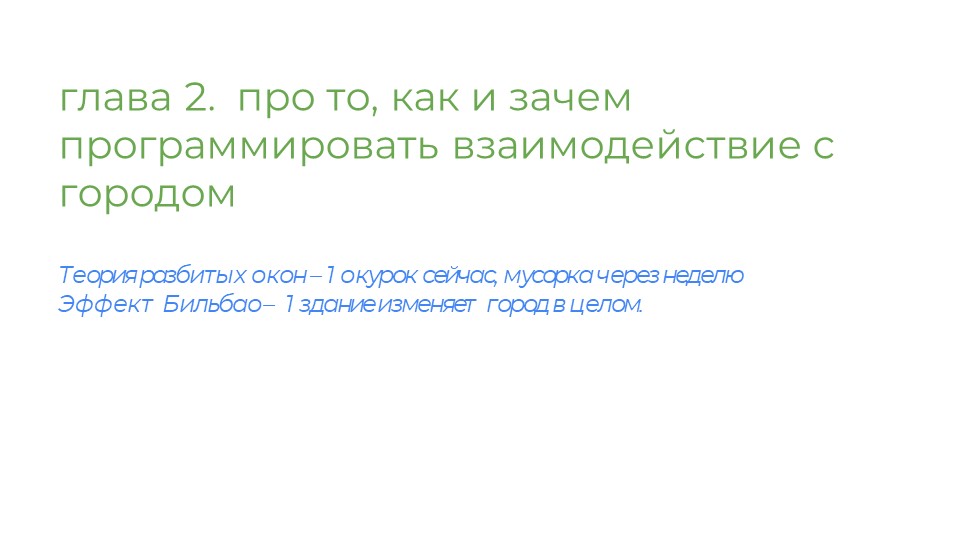 глава 2. про то, как и зачем
программировать взаимодействие с
городом
Теория разбитых окон – 1 окурок сейчас, мусорка через неделю
Эффект Бильбао – 1 здание изменяет город в целом.